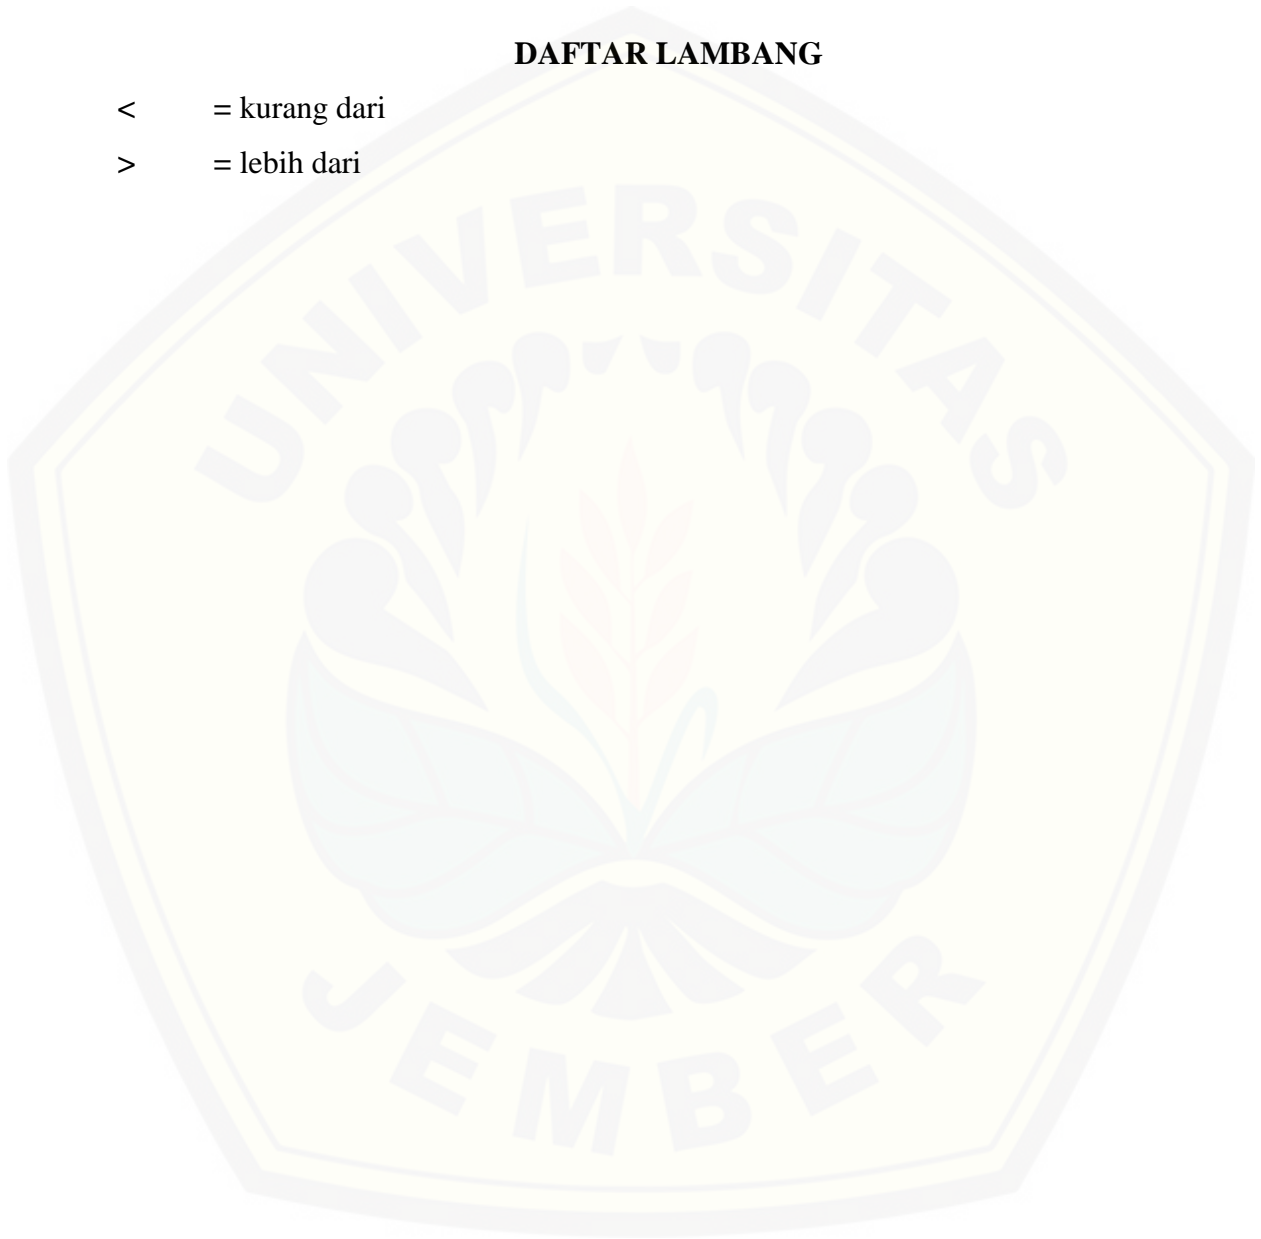 DAFTAR LAMBANG
< = kurang dari
> = lebih dari
UNIVERSITAS
JEMBER